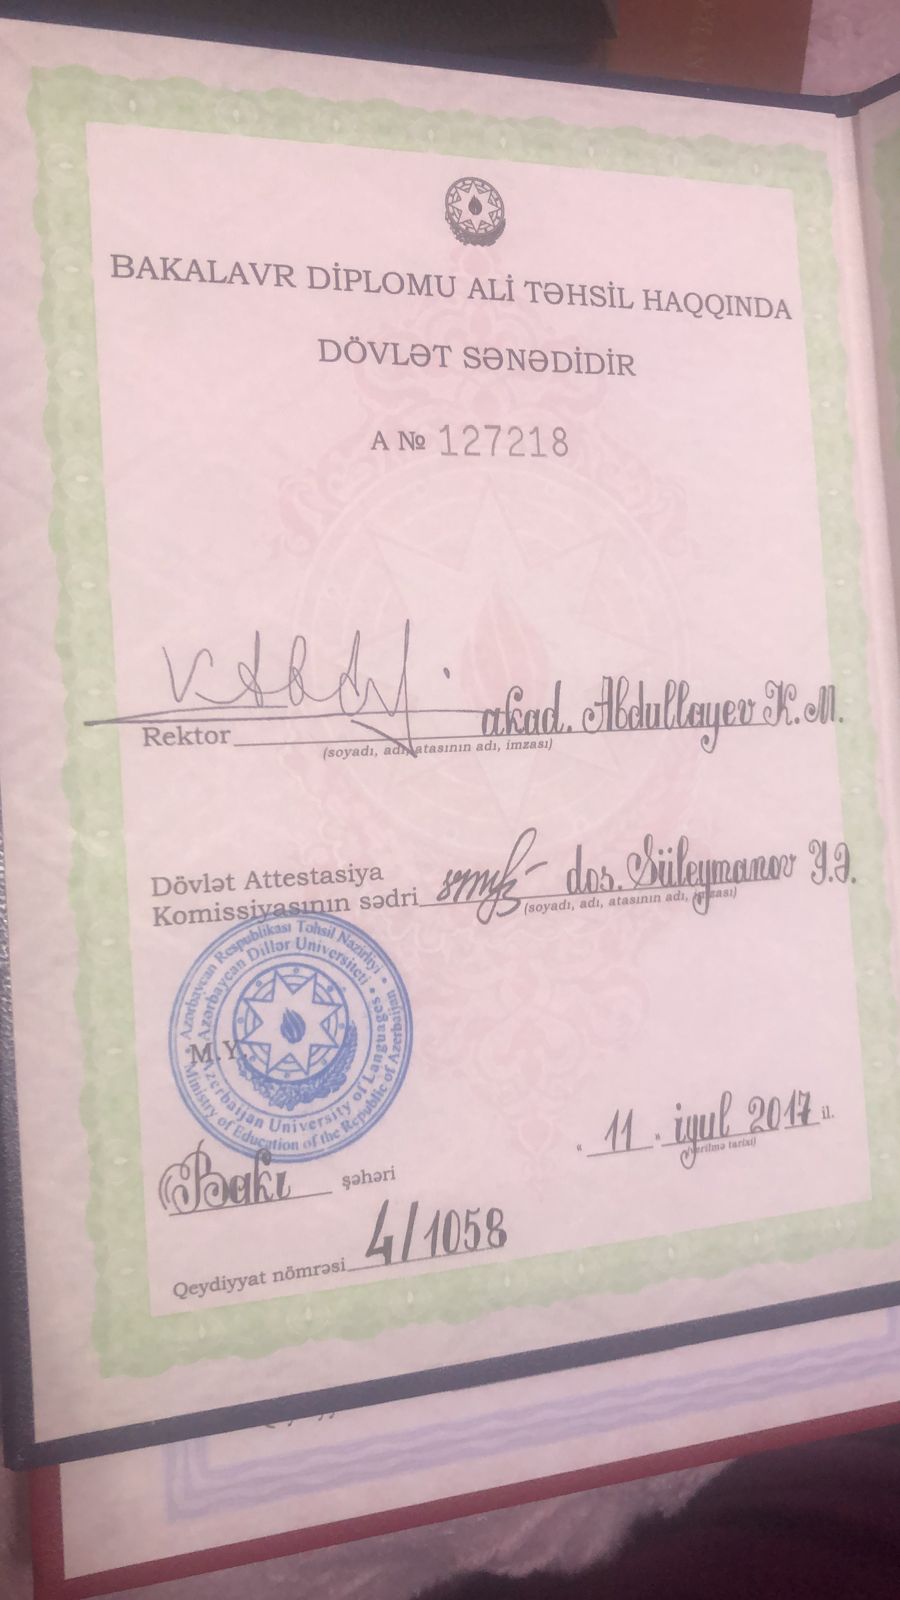 BAKALAVR DİPLOMU ALİ TƏHSİL HAQQINDA
DÖVLƏT SƏNƏDİDİR
A № 127218
Rektor akad. Abdullayev K.M.
(soyadı, adı, atasının adı, imzası)
Dövlət Attestasiya
Komissiyasının sədri dos. Süleymanov
(soyadı, adı, atasının adı, imzası)
Azərbaycan Respublikası Təhsil Nazirliyi
Azərbaycan Dillər Universiteti
Azerbaijan University of Languages
Ministry of Education of the Republic of Azerbaijan
M.Y.
" 11 " iyul 2017 il.
(verilmə tarixi)
Bakı şəhəri
Qeydiyyat nömrəsi 4/1058